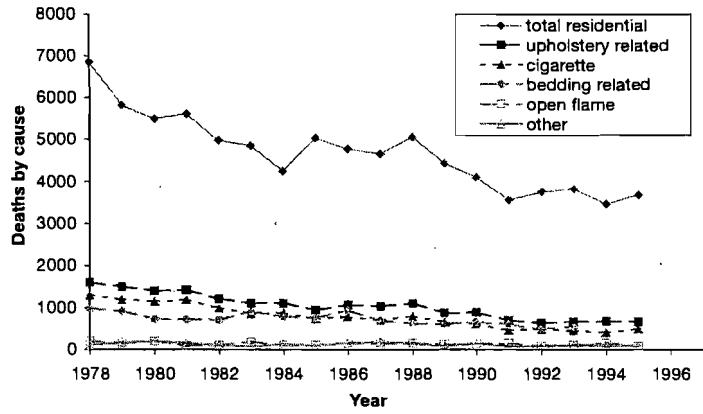 8000
7000
6000
5000
4000
3000
2000
1000
0
Deaths by cause
total residential
upholstery related
cigarette
bedding related
open flame
other
1978 1980 1982 1984 1986 1988 1990 1992 1994 1996
Year